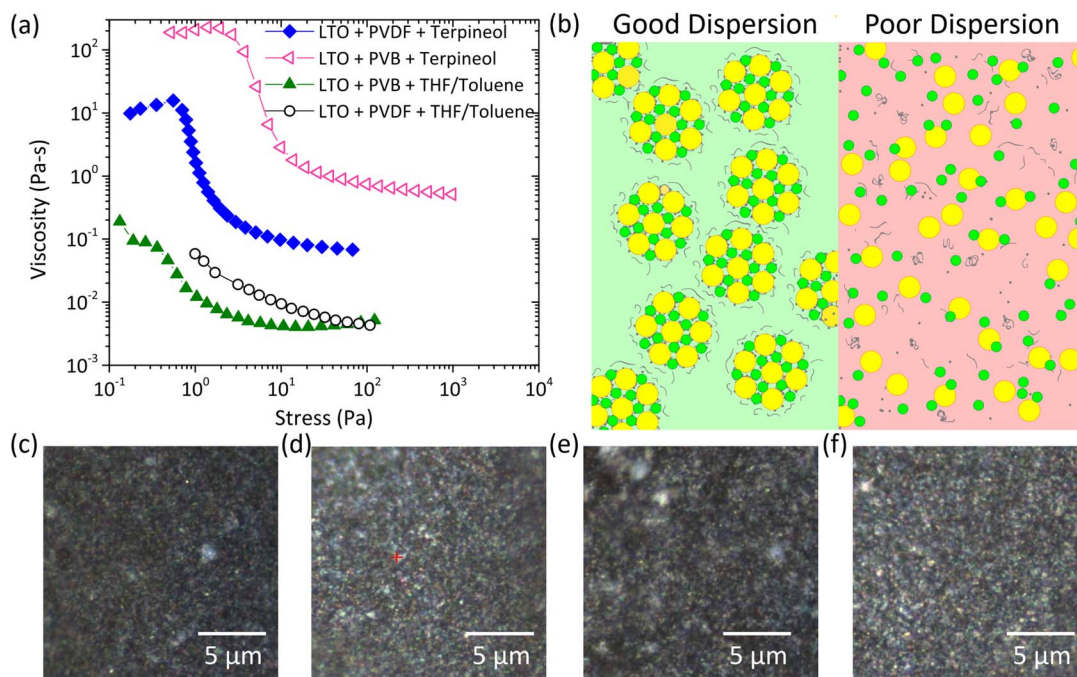 (a)
10²
10¹
10⁰
10⁻¹
10⁻²
10⁻³
Viscosity (Pa-s)
LTO + PVDF + Terpineol
LTO + PVB + Terpineol
LTO + PVB + THF/Toluene
LTO + PVDF + THF/Toluene
10⁻¹ 10⁰ 10¹ 10² 10³ 10⁴
Stress (Pa)
(b) Good Dispersion Poor Dispersion
(c) (d) (e) (f)
5 μm 5 μm 5 μm 5 μm